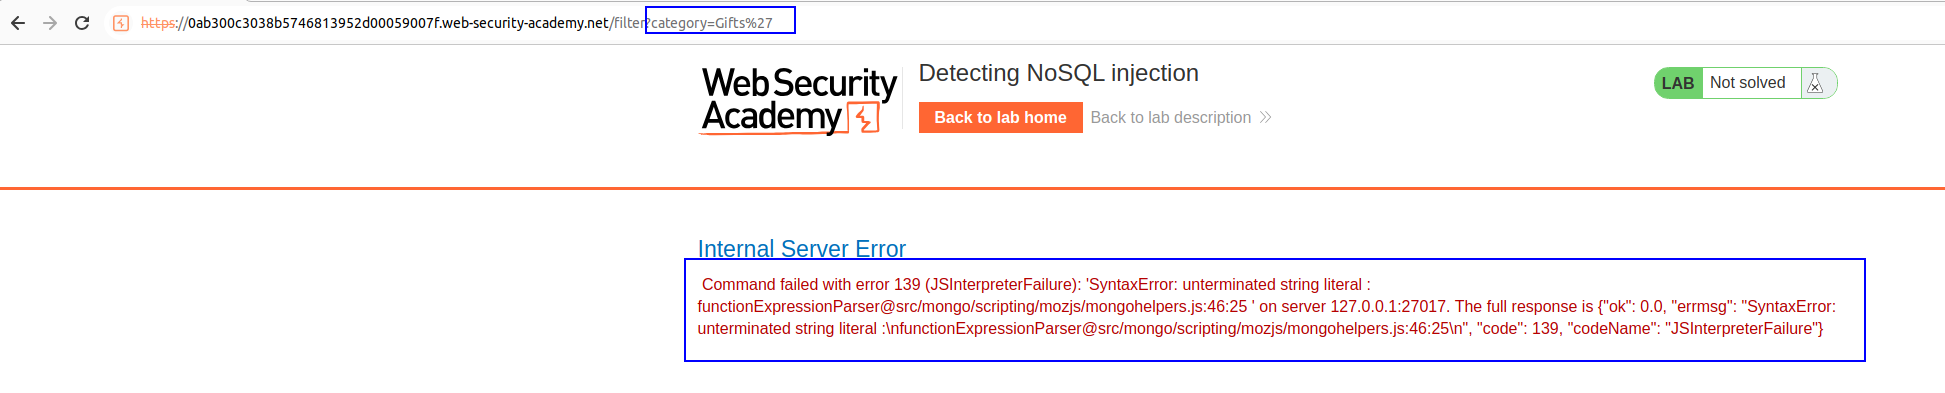 https://0ab300c3038b5746813952d00059007f.web-security-academy.net/filter?category=Gifts%27
Web Security
Academy
Detecting NoSQL injection
Back to lab home
Back to lab description
LAB
Not solved
Internal Server Error
Command failed with error 139 (JSInterpreterFailure): 'SyntaxError: unterminated string literal :
functionExpressionParser@src/mongo/scripting/mozjs/mongohelpers.js:46:25 ' on server 127.0.0.1:27017. The full response is {"ok": 0.0, "errmsg": "SyntaxError:
unterminated string literal :\nfunctionExpressionParser@src/mongo/scripting/mozjs/mongohelpers.js:46:25\n", "code": 139, "codeName": "JSInterpreterFailure"}